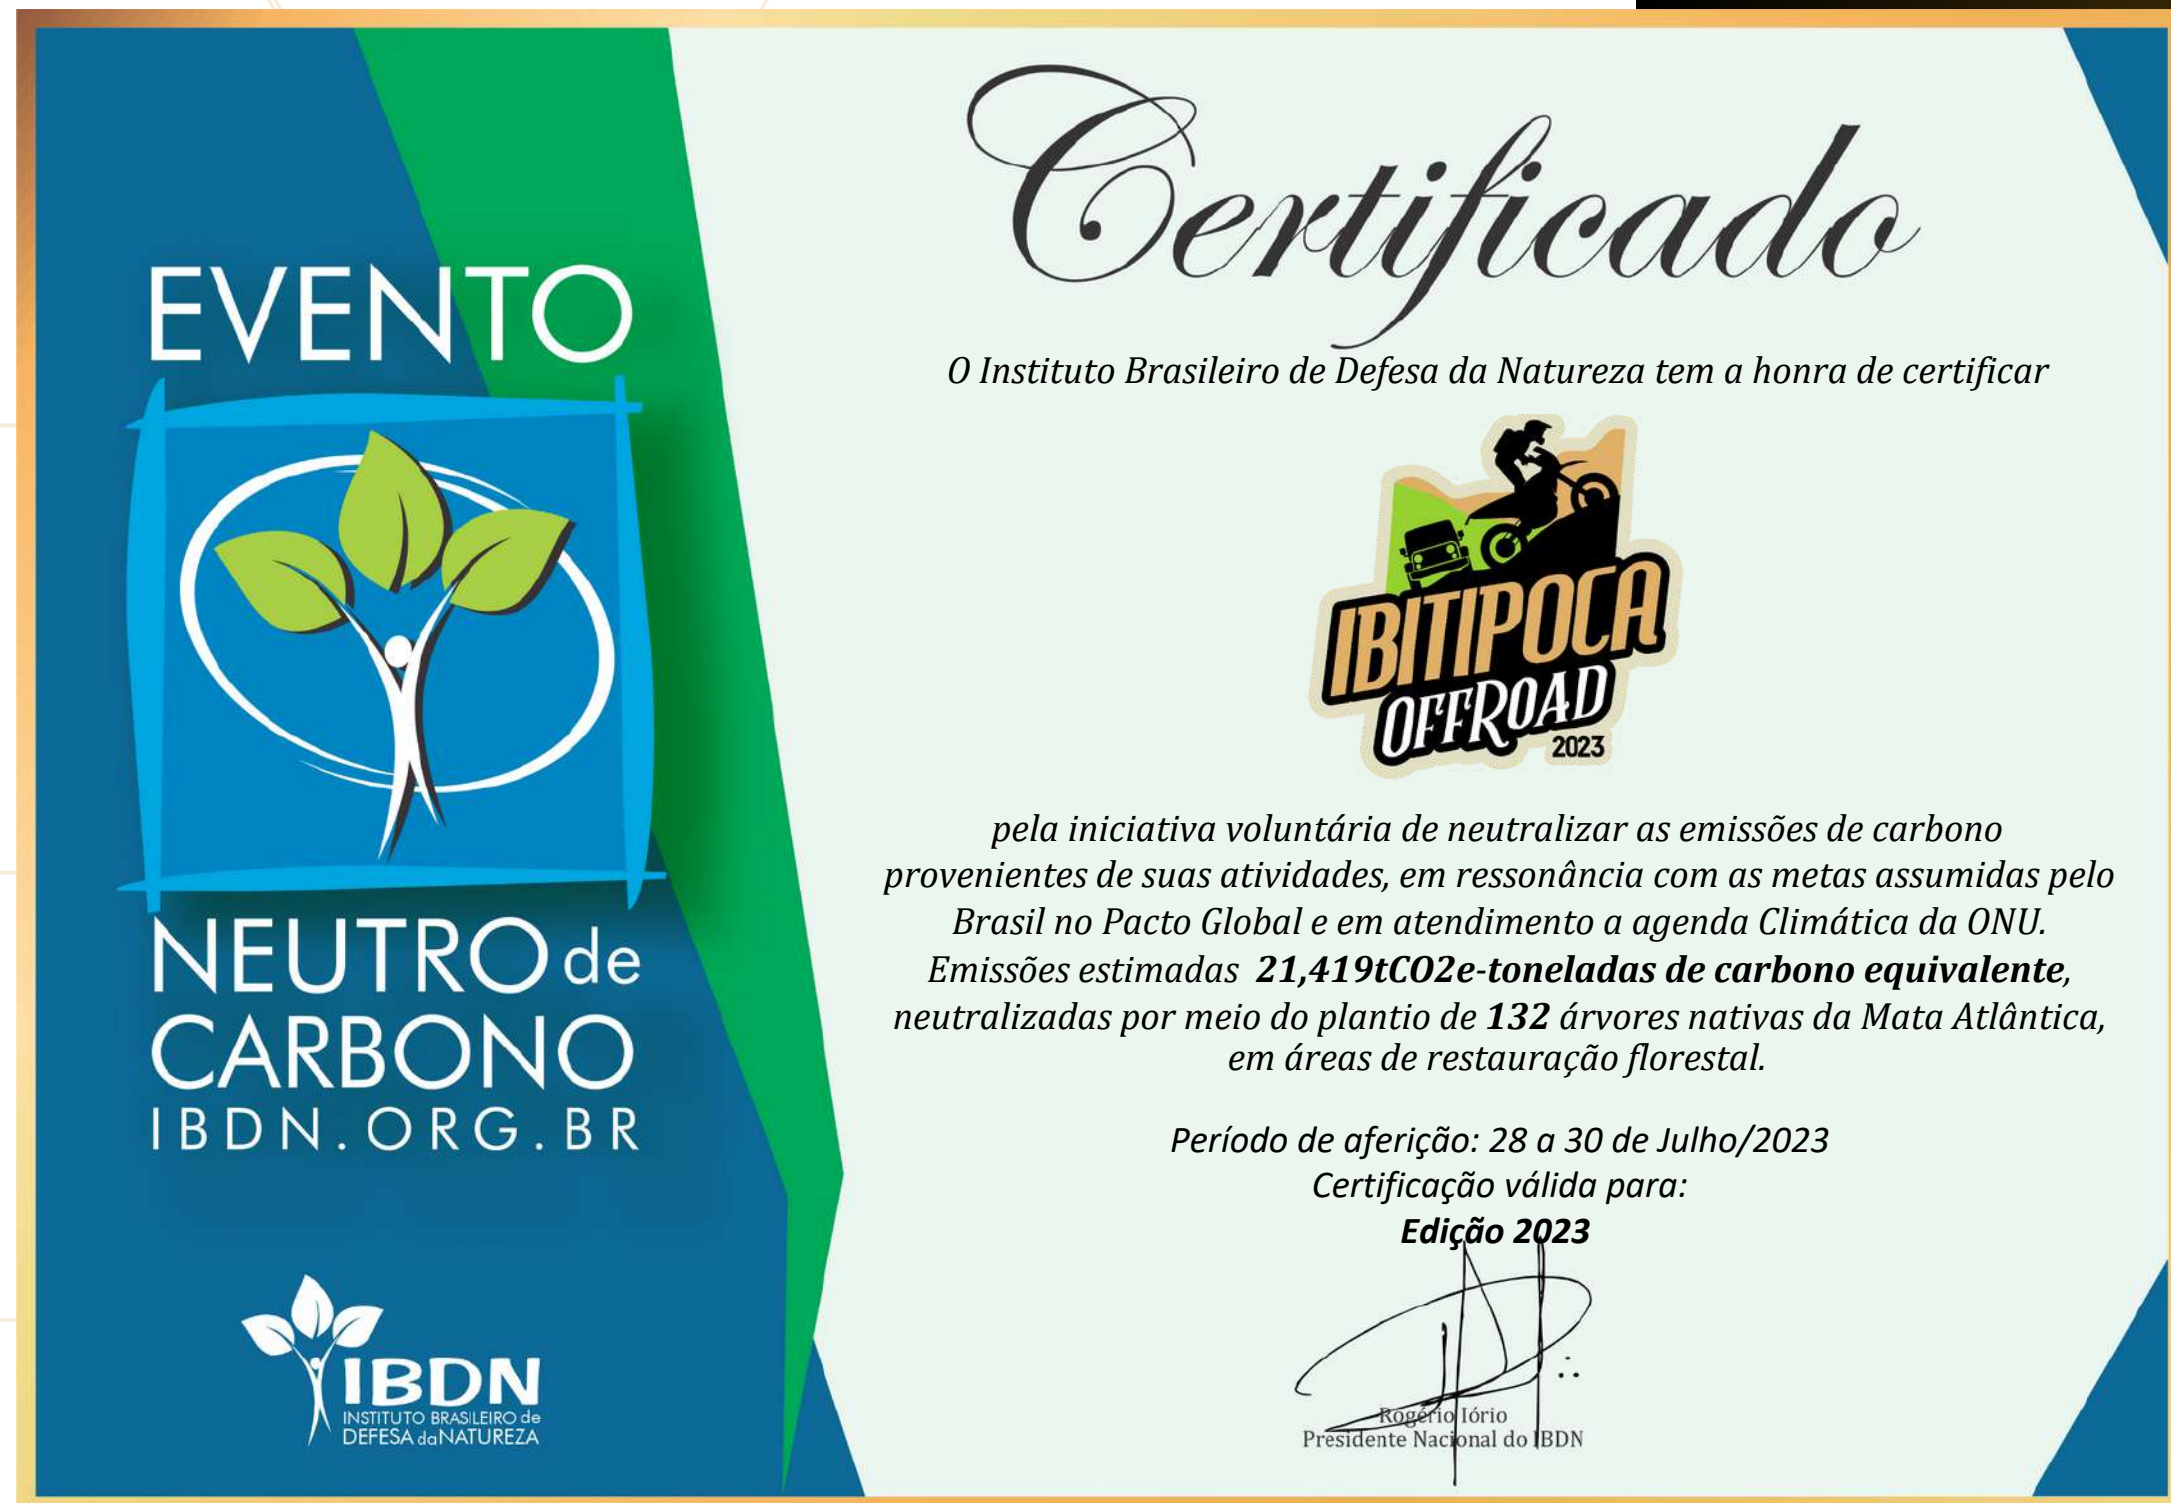 EVENTO
NEUTRO de
CARBONO
IBDN.ORG.BR
IBDN
INSTITUTO BRASILEIRO de
DEFESA da NATUREZA
Certificado
O Instituto Brasileiro de Defesa da Natureza tem a honra de certificar
IBITIPOCA
OFFROAD
2023
pela iniciativa voluntária de neutralizar as emissões de carbono
provenientes de suas atividades, em ressonância com as metas assumidas pelo
Brasil no Pacto Global e em atendimento a agenda Climática da ONU.
Emissões estimadas 21,419tCO2e-toneladas de carbono equivalente,
neutralizadas por meio do plantio de 132 árvores nativas da Mata Atlântica,
em áreas de restauração florestal.
Período de aferição: 28 a 30 de Julho/2023
Certificação válida para:
Edição 2023
Rogério Iório
Presidente Nacional do IBDN